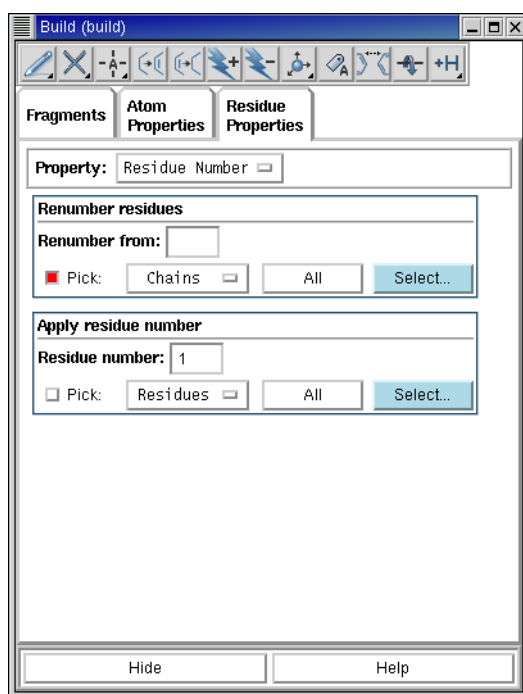 Build (build)
A
A
+H
Fragments
Atom Properties
Residue Properties
Property: Residue Number
Renumber residues
Renumber from:
Pick: Chains All Select...
Apply residue number
Residue number: 1
Pick: Residues All Select...
Hide Help